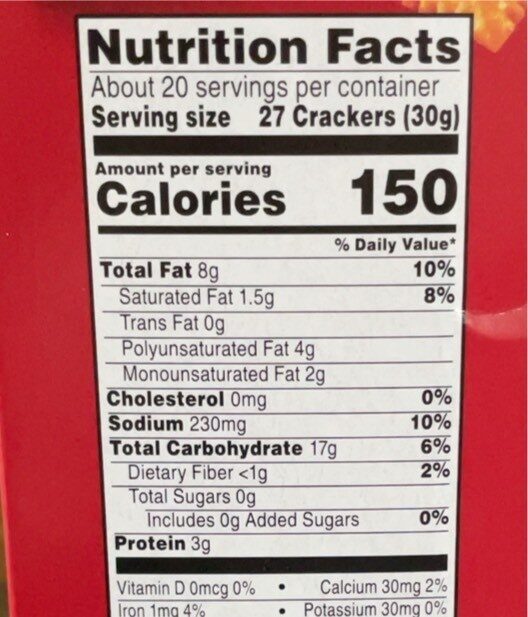 Nutrition Facts
About 20 servings per container
Serving size 27 Crackers (30g)
Amount per serving
Calories 150
% Daily Value*
Total Fat 8g 10%
Saturated Fat 1.5g 8%
Trans Fat 0g
Polyunsaturated Fat 4g
Monounsaturated Fat 2g
Cholesterol 0mg 0%
Sodium 230mg 10%
Total Carbohydrate 17g 6%
Dietary Fiber <1g 2%
Total Sugars 0g
Includes 0g Added Sugars 0%
Protein 3g
Vitamin D 0mcg 0% • Calcium 30mg 2%
Iron 1mg 4% • Potassium 30mg 0%